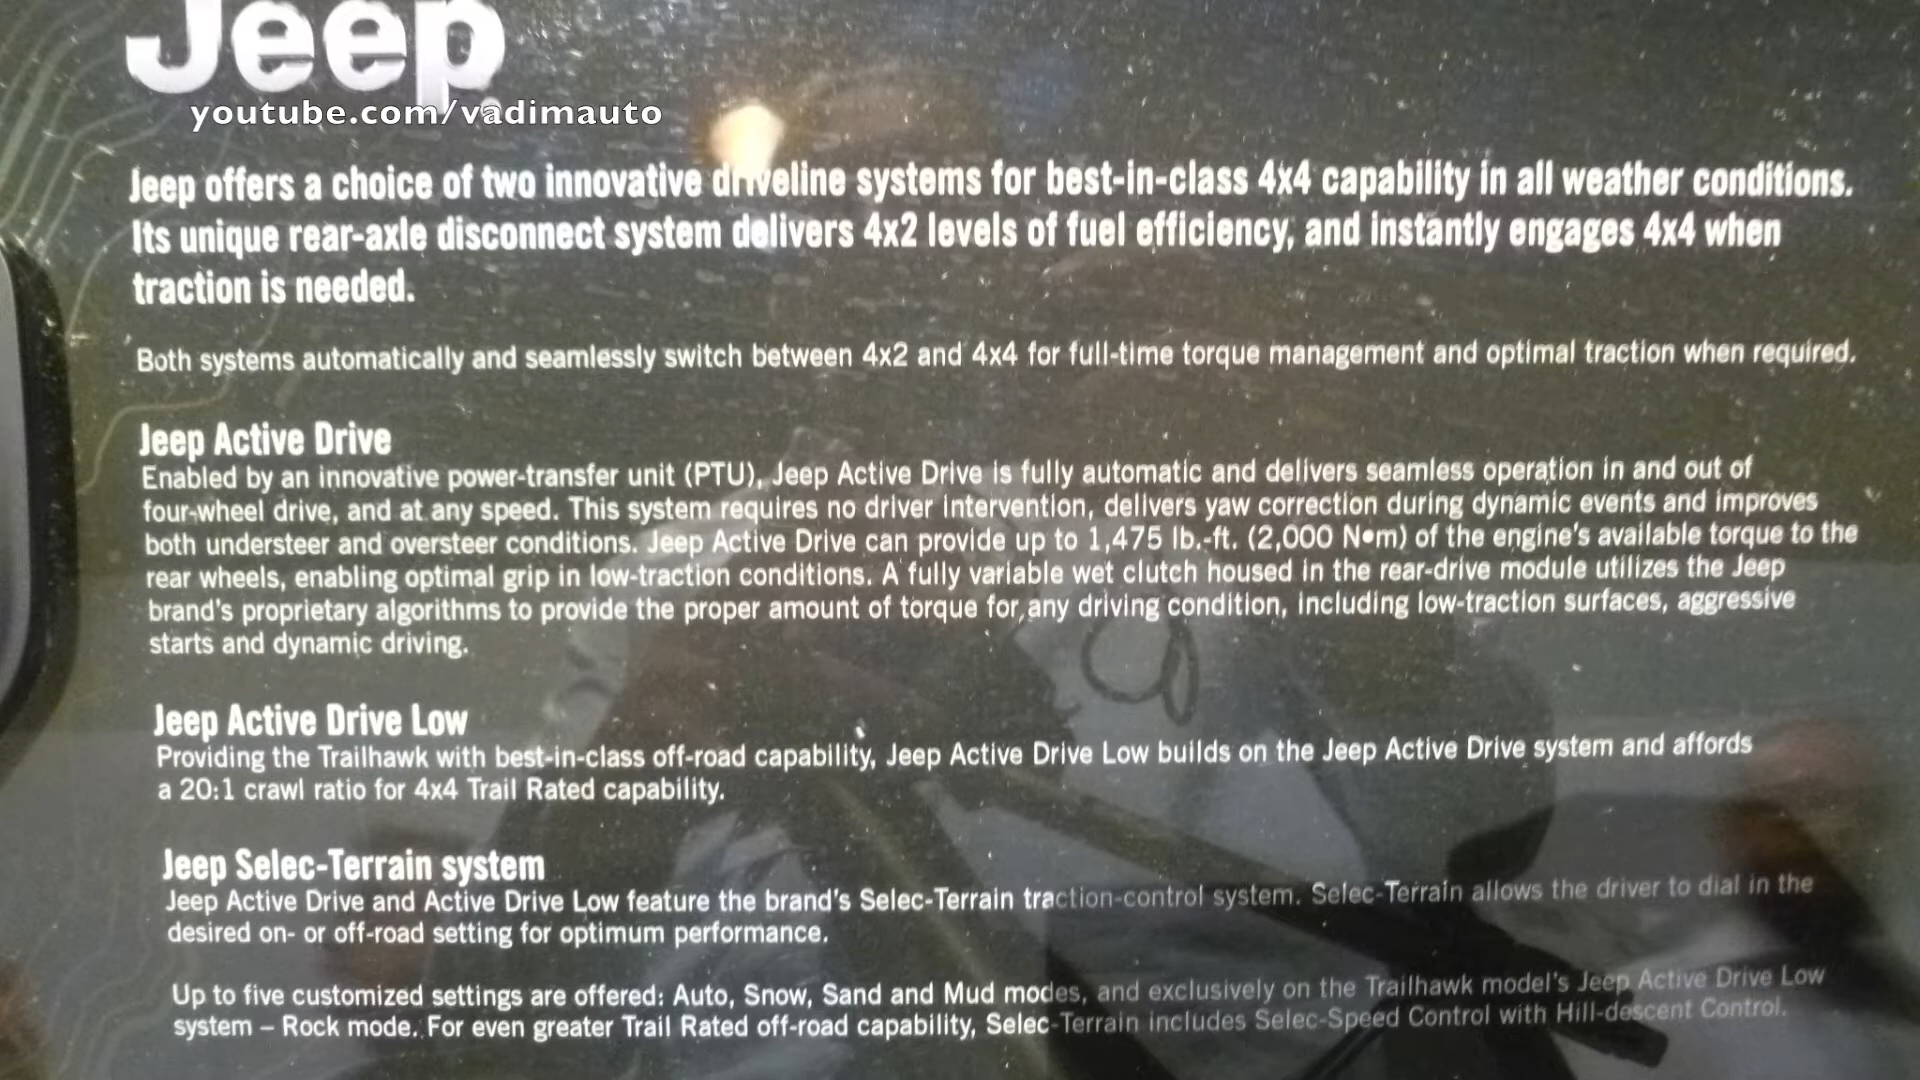 Jeep
youtube.com/vadimauto
Jeep offers a choice of two innovative driveline systems for best-in-class 4x4 capability in all weather conditions.
Its unique rear-axle disconnect system delivers 4x2 levels of fuel efficiency, and instantly engages 4x4 when
traction is needed.
Both systems automatically and seamlessly switch between 4x2 and 4x4 for full-time torque management and optimal traction when required.
Jeep Active Drive
Enabled by an innovative power-transfer unit (PTU), Jeep Active Drive is fully automatic and delivers seamless operation in and out of
four-wheel drive, and at any speed. This system requires no driver intervention, delivers yaw correction during dynamic events and improves
both understeer and oversteer conditions. Jeep Active Drive can provide up to 1,475 lb.-ft. (2,000 N•m) of the engine's available torque to the
rear wheels, enabling optimal grip in low-traction conditions. A fully variable wet clutch housed in the rear-drive module utilizes the Jeep
brand's proprietary algorithms to provide the proper amount of torque for any driving condition, including low-traction surfaces, aggressive
starts and dynamic driving.
Jeep Active Drive Low
Providing the Trailhawk with best-in-class off-road capability, Jeep Active Drive Low builds on the Jeep Active Drive system and affords
a 20:1 crawl ratio for 4x4 Trail Rated capability.
Jeep Selec-Terrain system
Jeep Active Drive and Active Drive Low feature the brand's Selec-Terrain traction-control system. Selec-Terrain allows the driver to dial in the
desired on- or off-road setting for optimum performance.
Up to five customized settings are offered: Auto, Snow, Sand and Mud modes, and exclusively on the Trailhawk model's Jeep Active Drive Low
system – Rock mode. For even greater Trail Rated off-road capability, Selec-Terrain includes Selec-Speed Control with Hill-descent Control.